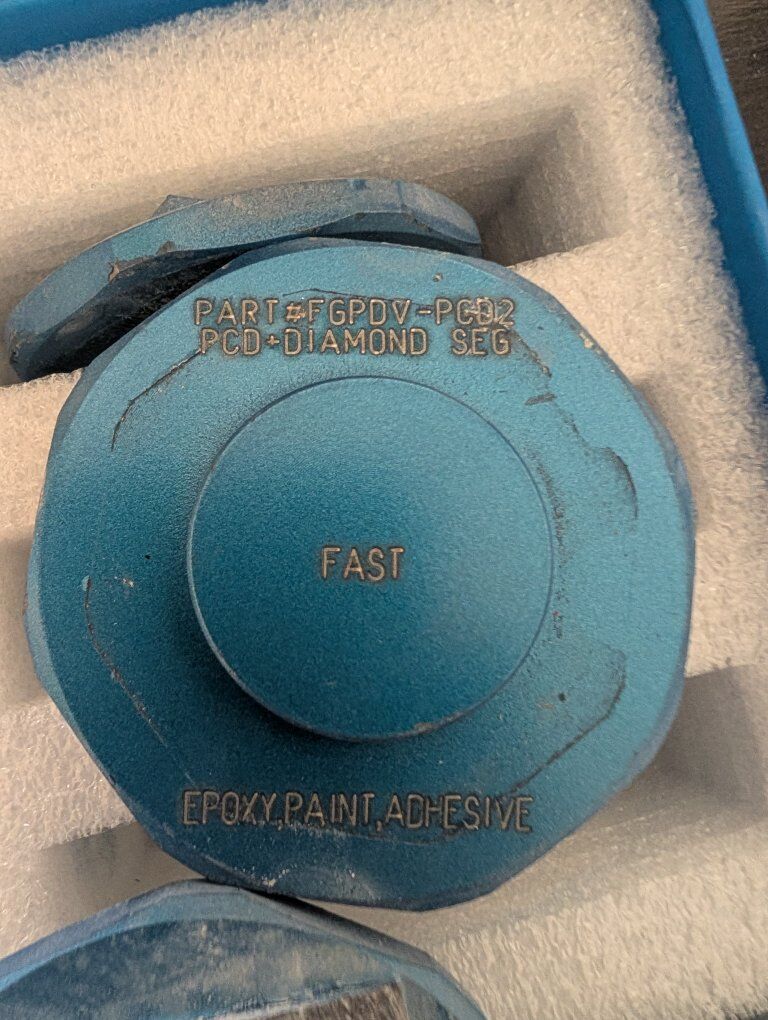 PART#FGPDV-PCD2
PCD+DIAMOND SEG
FAST
EPOXY,PAINT,ADHESIVE